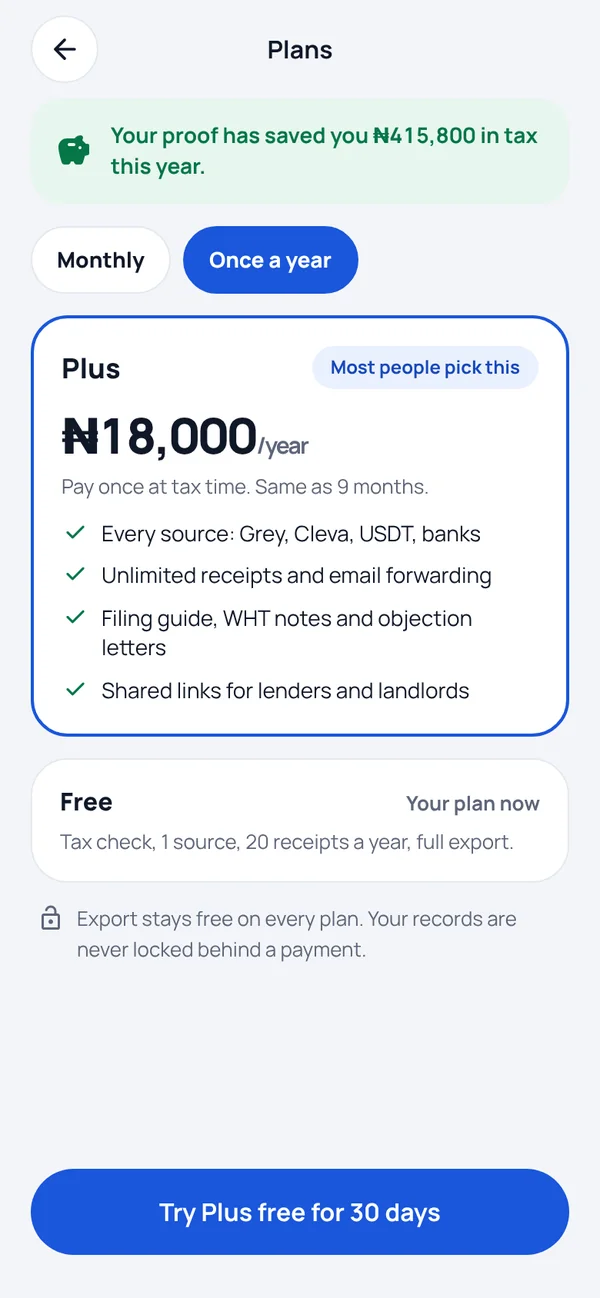 Plans
Your proof has saved you ₦415,800 in tax
this year.
Monthly
Once a year
Plus
Most people pick this
₦18,000/year
Pay once at tax time. Same as 9 months.
Every source: Grey, Cleva, USDT, banks
Unlimited receipts and email forwarding
Filing guide, WHT notes and objection
letters
Shared links for lenders and landlords
Free
Your plan now
Tax check, 1 source, 20 receipts a year, full export.
Export stays free on every plan. Your records are
never locked behind a payment.
Try Plus free for 30 days